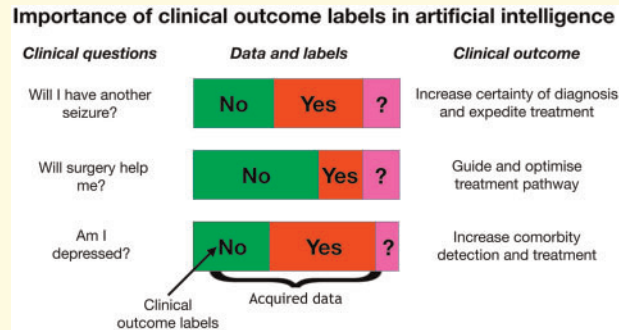 Importance of clinical outcome labels in artificial intelligence
Clinical questions Data and labels Clinical outcome
Will I have another
seizure?
No Yes ?
Increase certainty of diagnosis
and expedite treatment
Will surgery help
me?
No Yes ?
Guide and optimise
treatment pathway
Am I
depressed?
No Yes ?
Increase comorbity
detection and treatment
Clinical
outcome labels
Acquired data